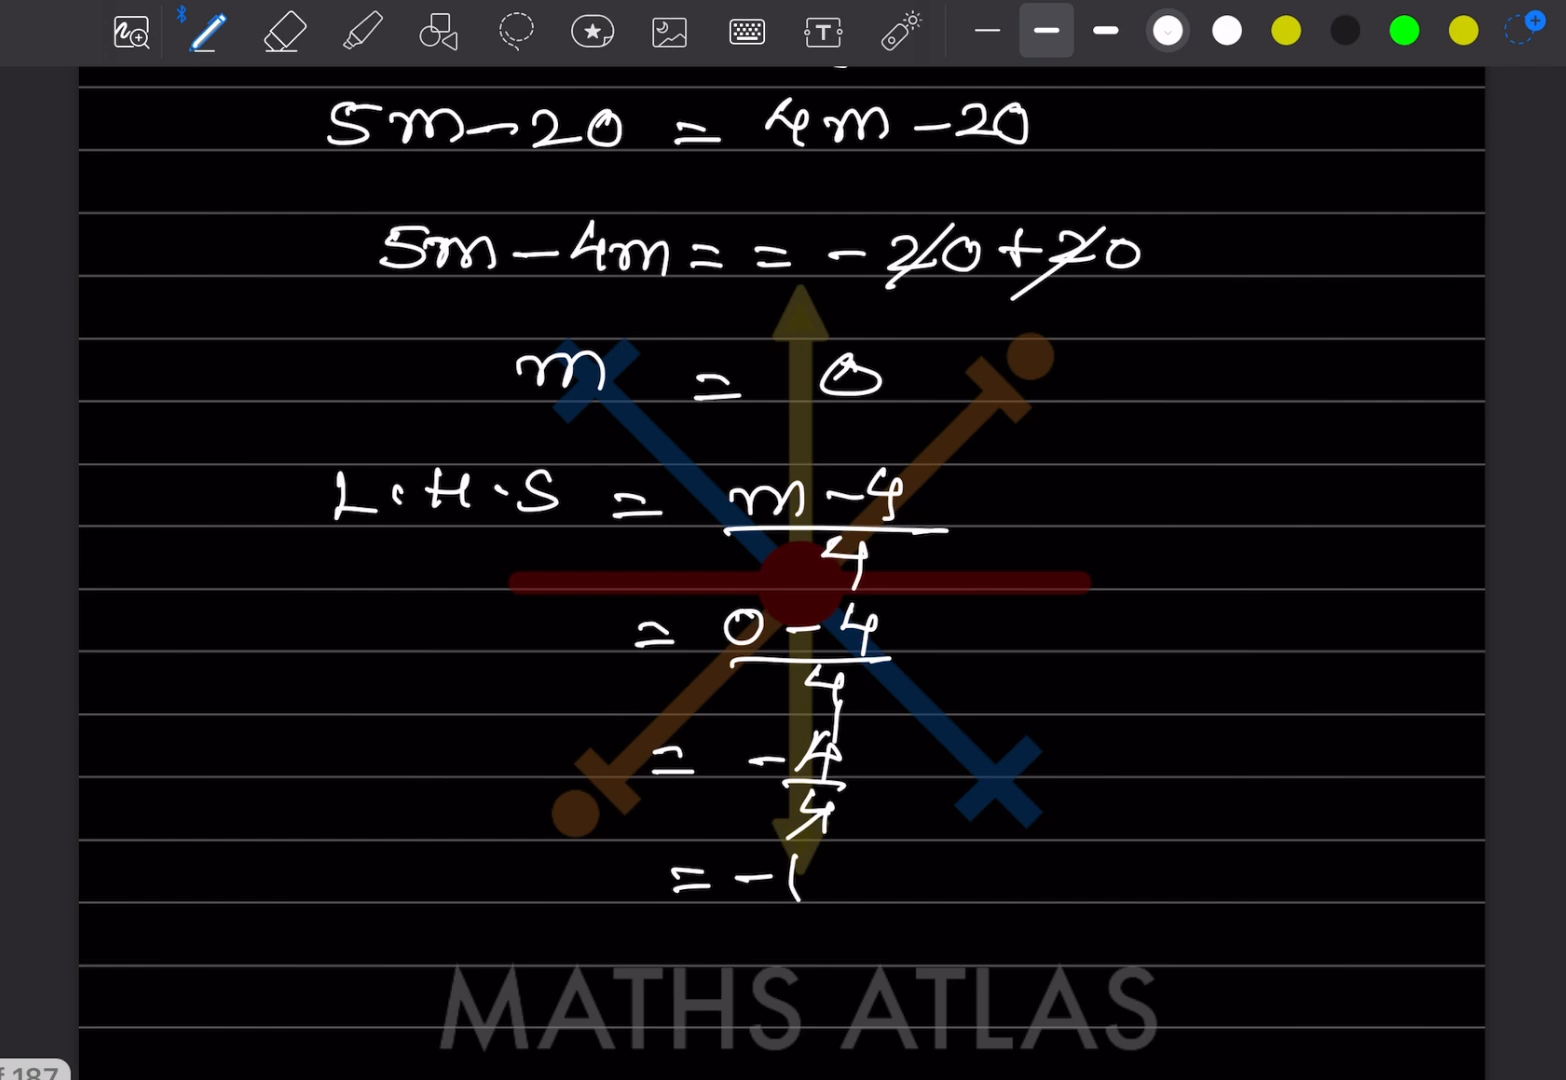 5m-20 = 4m-20
5m-4m = = -20+20
m = 0
L.H.S = m-4
4
= 0-4
4
= -4
4
= -1
MATHS ATLAS
f 187